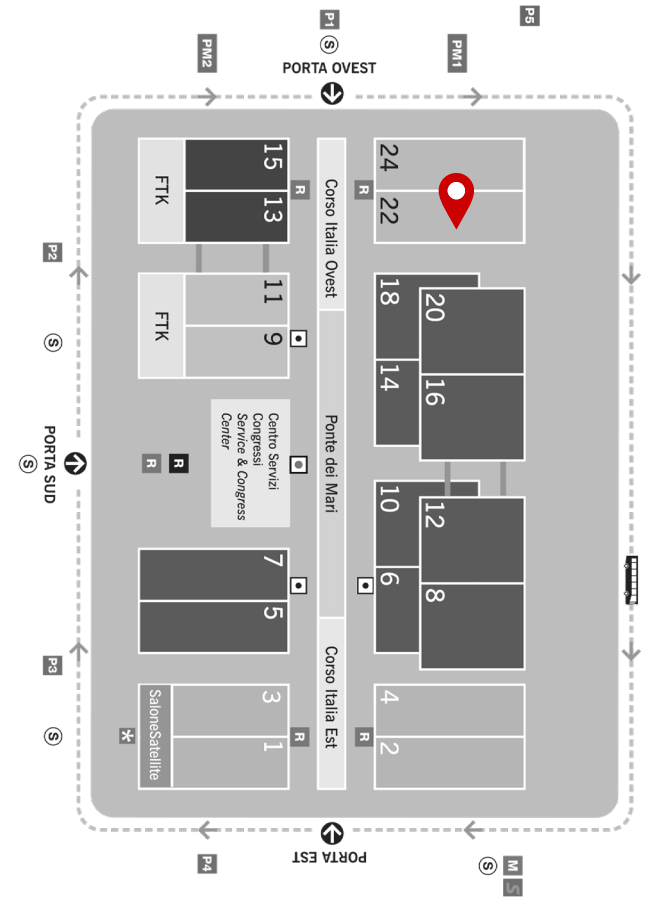 P5
P1
S
PM2
PM1
PORTA OVEST
15
24
FTK
R
R
13
22
Corso Italia Ovest
P2
11
18
20
FTK
S
9
14
16
Ponte dei Mari
Centro Servizi
Congressi
Service & Congress
Center
PORTA SUD
S
R
R
10
12
7
6
8
5
P3
Corso Italia Est
3
4
SaloneSatellite
*
S
R
R
1
2
PORTA EST
P4
S
M
S